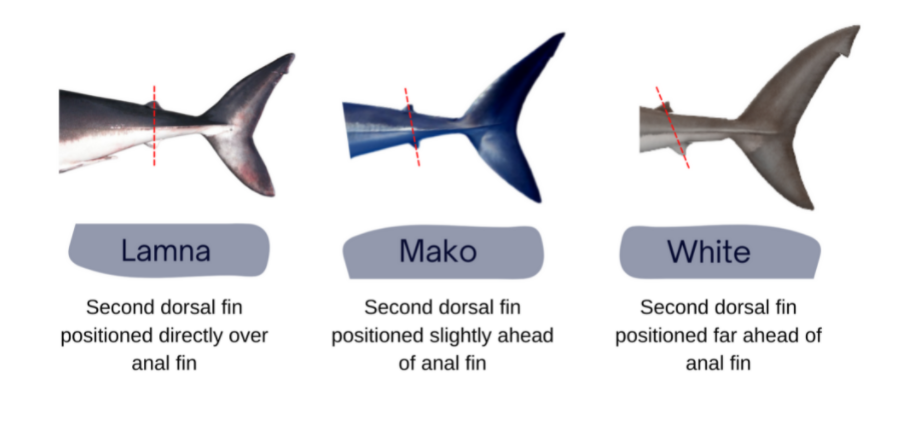 Lamna
Second dorsal fin
positioned directly over
anal fin
Mako
Second dorsal fin
positioned slightly ahead
of anal fin
White
Second dorsal fin
positioned far ahead of
anal fin